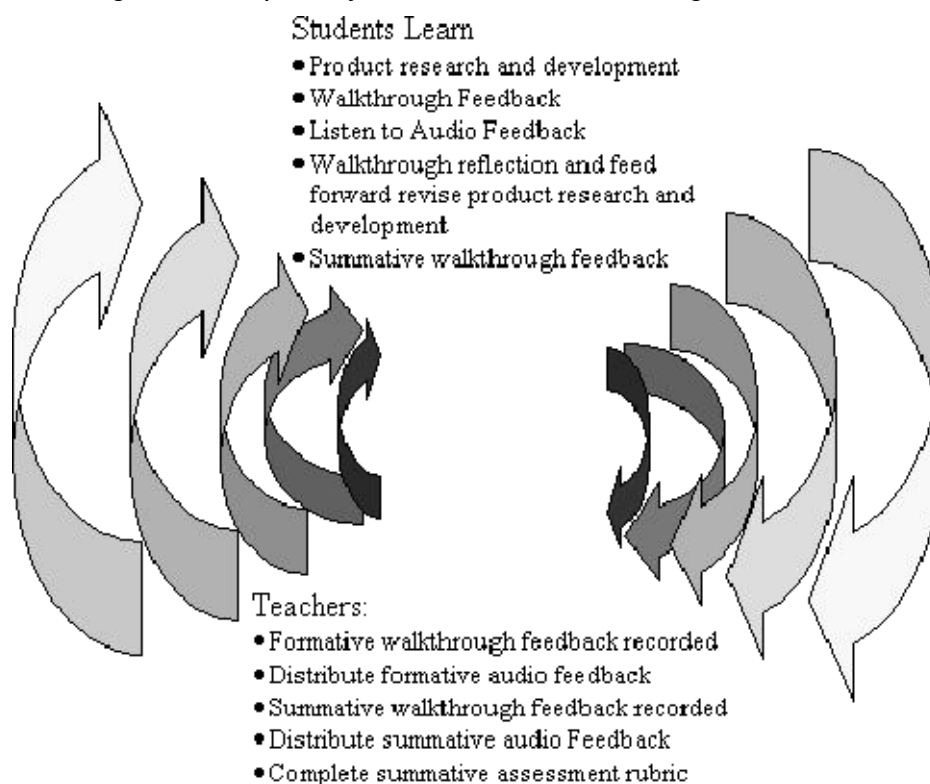 Students Learn
• Product research and development
• Walkthrough Feedback
• Listen to Audio Feedback
• Walkthrough reflection and feed
forward revise product research and
development
• Summative walkthrough feedback
Teachers:
• Formative walkthrough feedback recorded
• Distribute formative audio feedback
• Summative walkthrough feedback recorded
• Distribute summative audio Feedback
• Complete summative assessment rubric